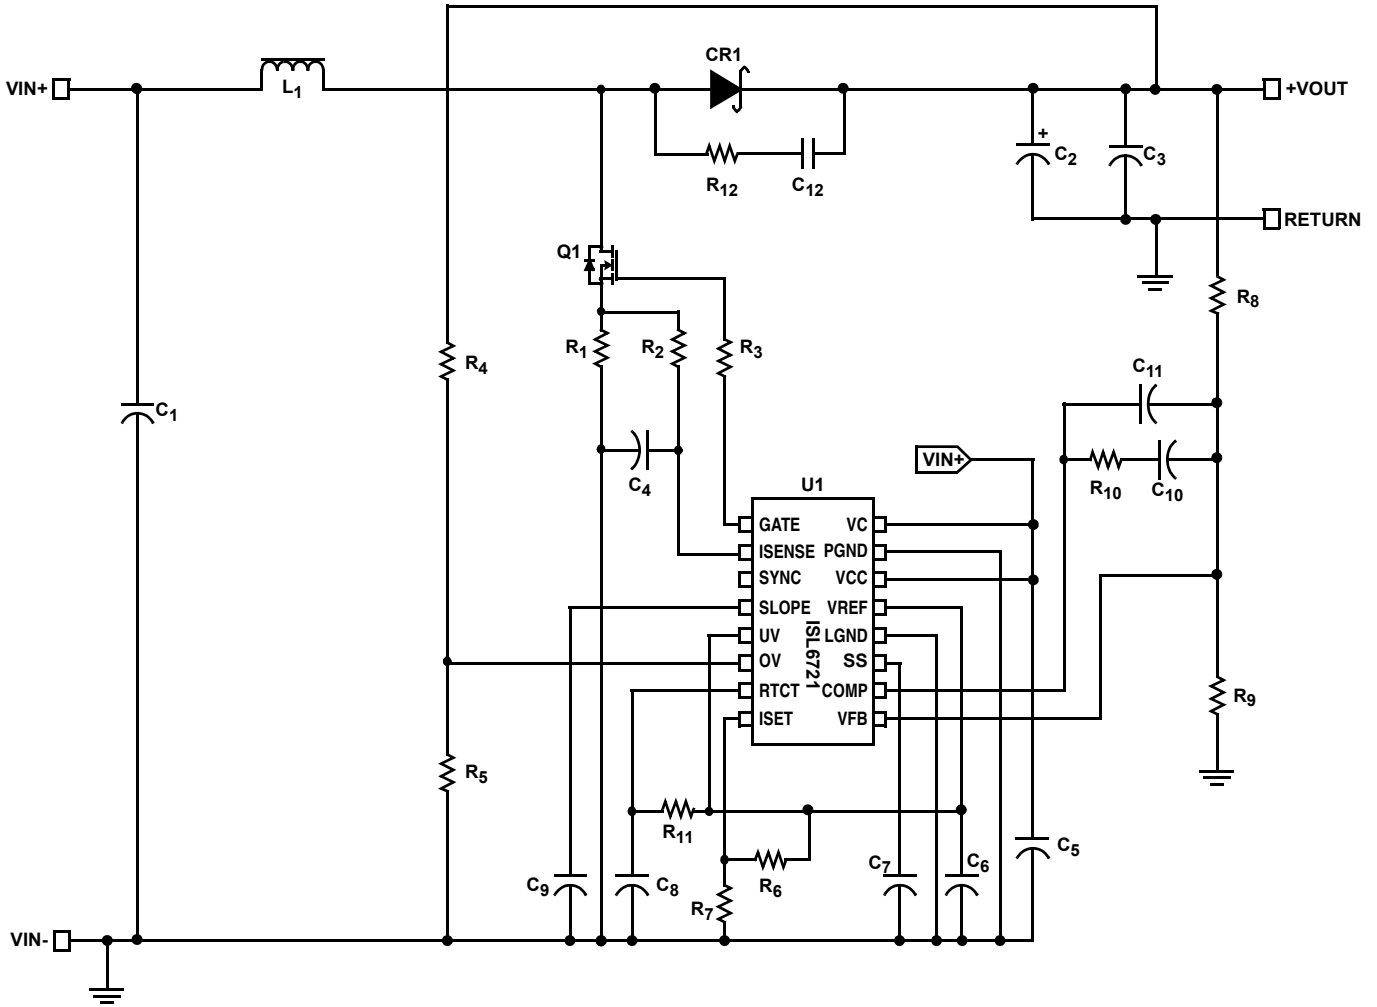 CR1
VIN+
L1
+VOUT
C2
+
C3
R12
C12
RETURN
Q1
R8
R1
R2
R3
R4
C11
C1
VIN+
R10
C10
C4
U1
GATE
VC
ISENSE
PGND
SYNC
VCC
SLOPE
VREF
UV
LGND
ISL6721
OV
SS
RTCT
COMP
ISET
VFB
R9
R5
R11
C5
C9
C8
R6
C7
C6
R7
VIN-